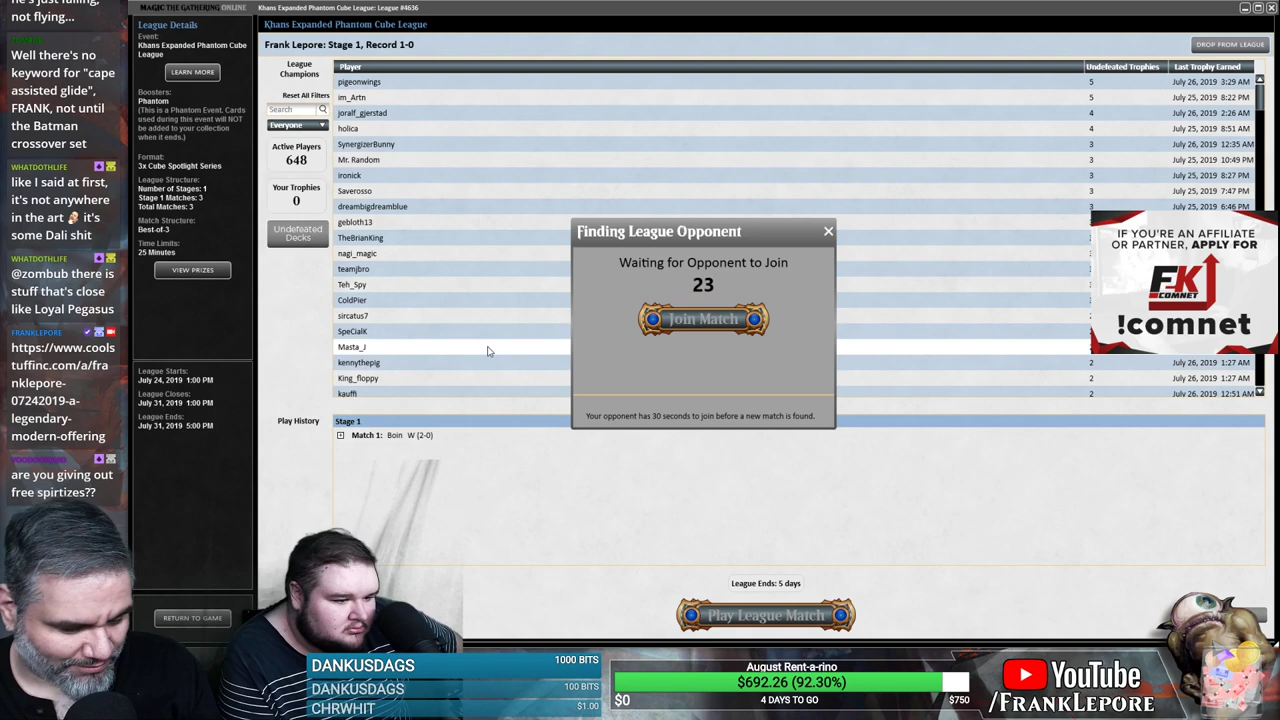 he's just falling,
not flying...
Well there's no
keyword for "cape
assisted glide",
FRANK, not until
the Batman
crossover set
WHATDOTHLIFE
like I said at first,
it's not anywhere
in the art it's
some Dali shit
WHATDOTHLIFE
@zombub there is
stuff that's close
like Loyal Pegasus
FRANKLEPORE
https://www.cools
tuffinc.com/a/fra
nklepore-
07242019-a-
legendary-
modern-offering
are you giving out
free spirtizes??
MAGIC THE GATHERING ONLINE
Khans Expanded Phantom Cube League: League #4636
League Details
Event:
Khans Expanded Phantom Cube
League
LEARN MORE
Boosters:
Phantom
(This is a Phantom Event. Cards
used during this event will NOT
be added to your collection
when it ends.)
Format:
3x Cube Spotlight Series
League Structure:
Number of Stages: 1
Stage 1 Matches: 3
Total Matches: 3
Match Structure:
Best-of-3
Time Limits:
25 Minutes
VIEW PRIZES
League Starts:
July 24, 2019 1:00 PM
League Closes:
July 31, 2019 1:00 PM
League Ends:
July 31, 2019 5:00 PM
RETURN TO GAME
Khans Expanded Phantom Cube League
Frank Lepore: Stage 1, Record 1-0
DROP FROM LEAGUE
League
Champions
Reset All Filters
Search
Everyone
Active Players
648
Your Trophies
0
Undefeated
Decks
Player Undefeated Trophies Last Trophy Earned
pigeonwings 5 July 26, 2019 3:29 AM
im_Artn 5 July 25, 2019 8:22 PM
joralf_gjerstad 4 July 26, 2019 2:26 AM
holica 4 July 25, 2019 8:51 AM
SynergizerBunny 3 July 26, 2019 12:35 AM
Mr. Random 3 July 25, 2019 10:49 PM
ironick 3 July 25, 2019 8:27 PM
Saverosso 3 July 25, 2019 7:47 PM
dreambigdreamblue 3 July 25, 2019 6:46 PM
gebloth13
TheBrianKing
nagi_magic
teamjbro
Teh_Spy
ColdPier
sircatus7
SpeCialK
Masta_J
kennythepig 2 July 26, 2019 1:27 AM
King_floppy 2 July 26, 2019 1:27 AM
kauffi 2 July 26, 2019 12:51 AM
Finding League Opponent
Waiting for Opponent to Join
23
Join Match
Your opponent has 30 seconds to join before a new match is found.
IF YOU'RE AN AFFILIATE
OR PARTNER, APPLY FOR
COMNET
!comnet
Play History
Stage 1
Match 1: Boin W (2-0)
League Ends: 5 days
Play League Match
DANKUSDAGS 1000 BITS
DANKUSDAGS 100 BITS
CHRWHIT $1.00
August Rent-a-rino
$692.26 (92.30%)
$0 4 DAYS TO GO $750
YouTube
/FRANKLEPORE